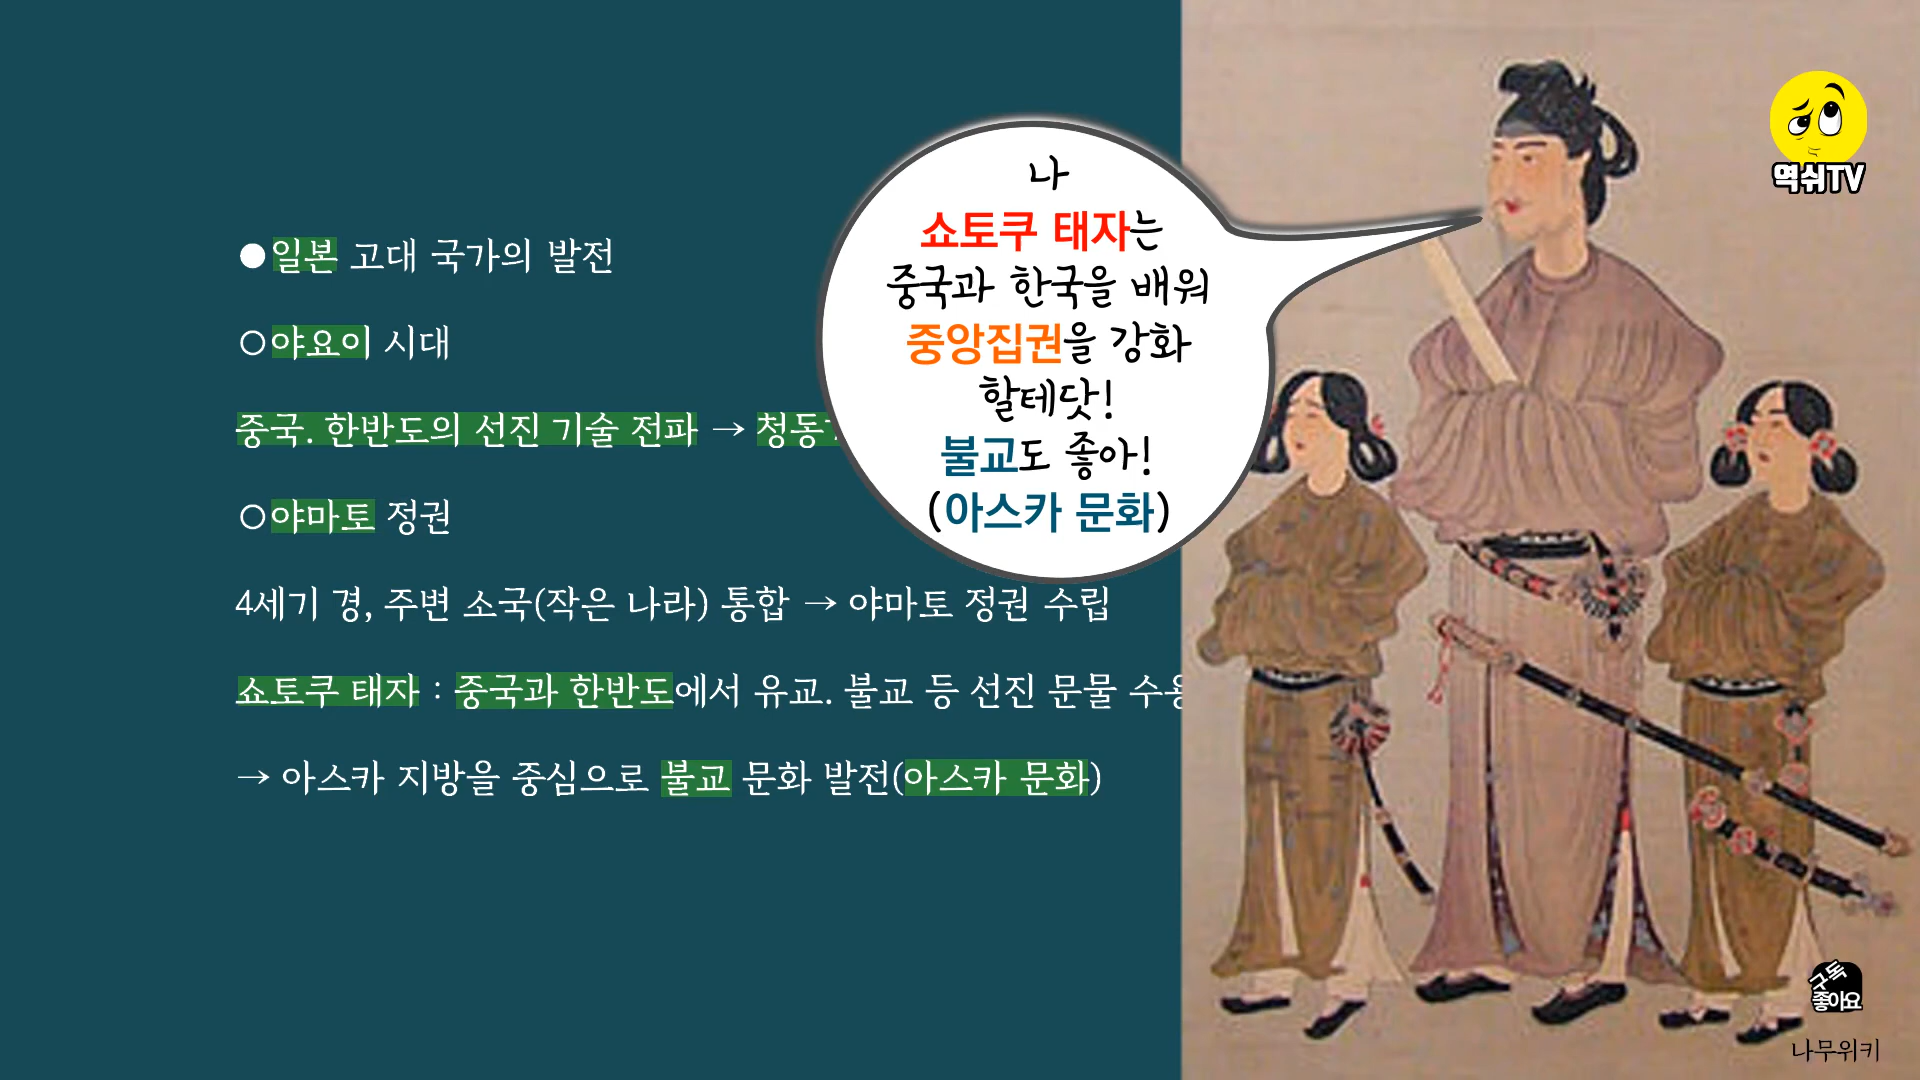 ●일본 고대 국가의 발전
○야요이 시대
중국. 한반도의 선진 기술 전파 → 청동
○야마토 정권
4세기 경, 주변 소국(작은 나라) 통합 → 야마토 정권 수립
쇼토쿠 태자 : 중국과 한반도에서 유교. 불교 등 선진 문물 수용
→ 아스카 지방을 중심으로 불교 문화 발전(아스카 문화)
나
쇼토쿠 태자는
중국과 한국을 배워
중앙집권을 강화
할테닷!
불교도 좋아!
(아스카 문화)
역쉬TV
구독
좋아요
나무위키